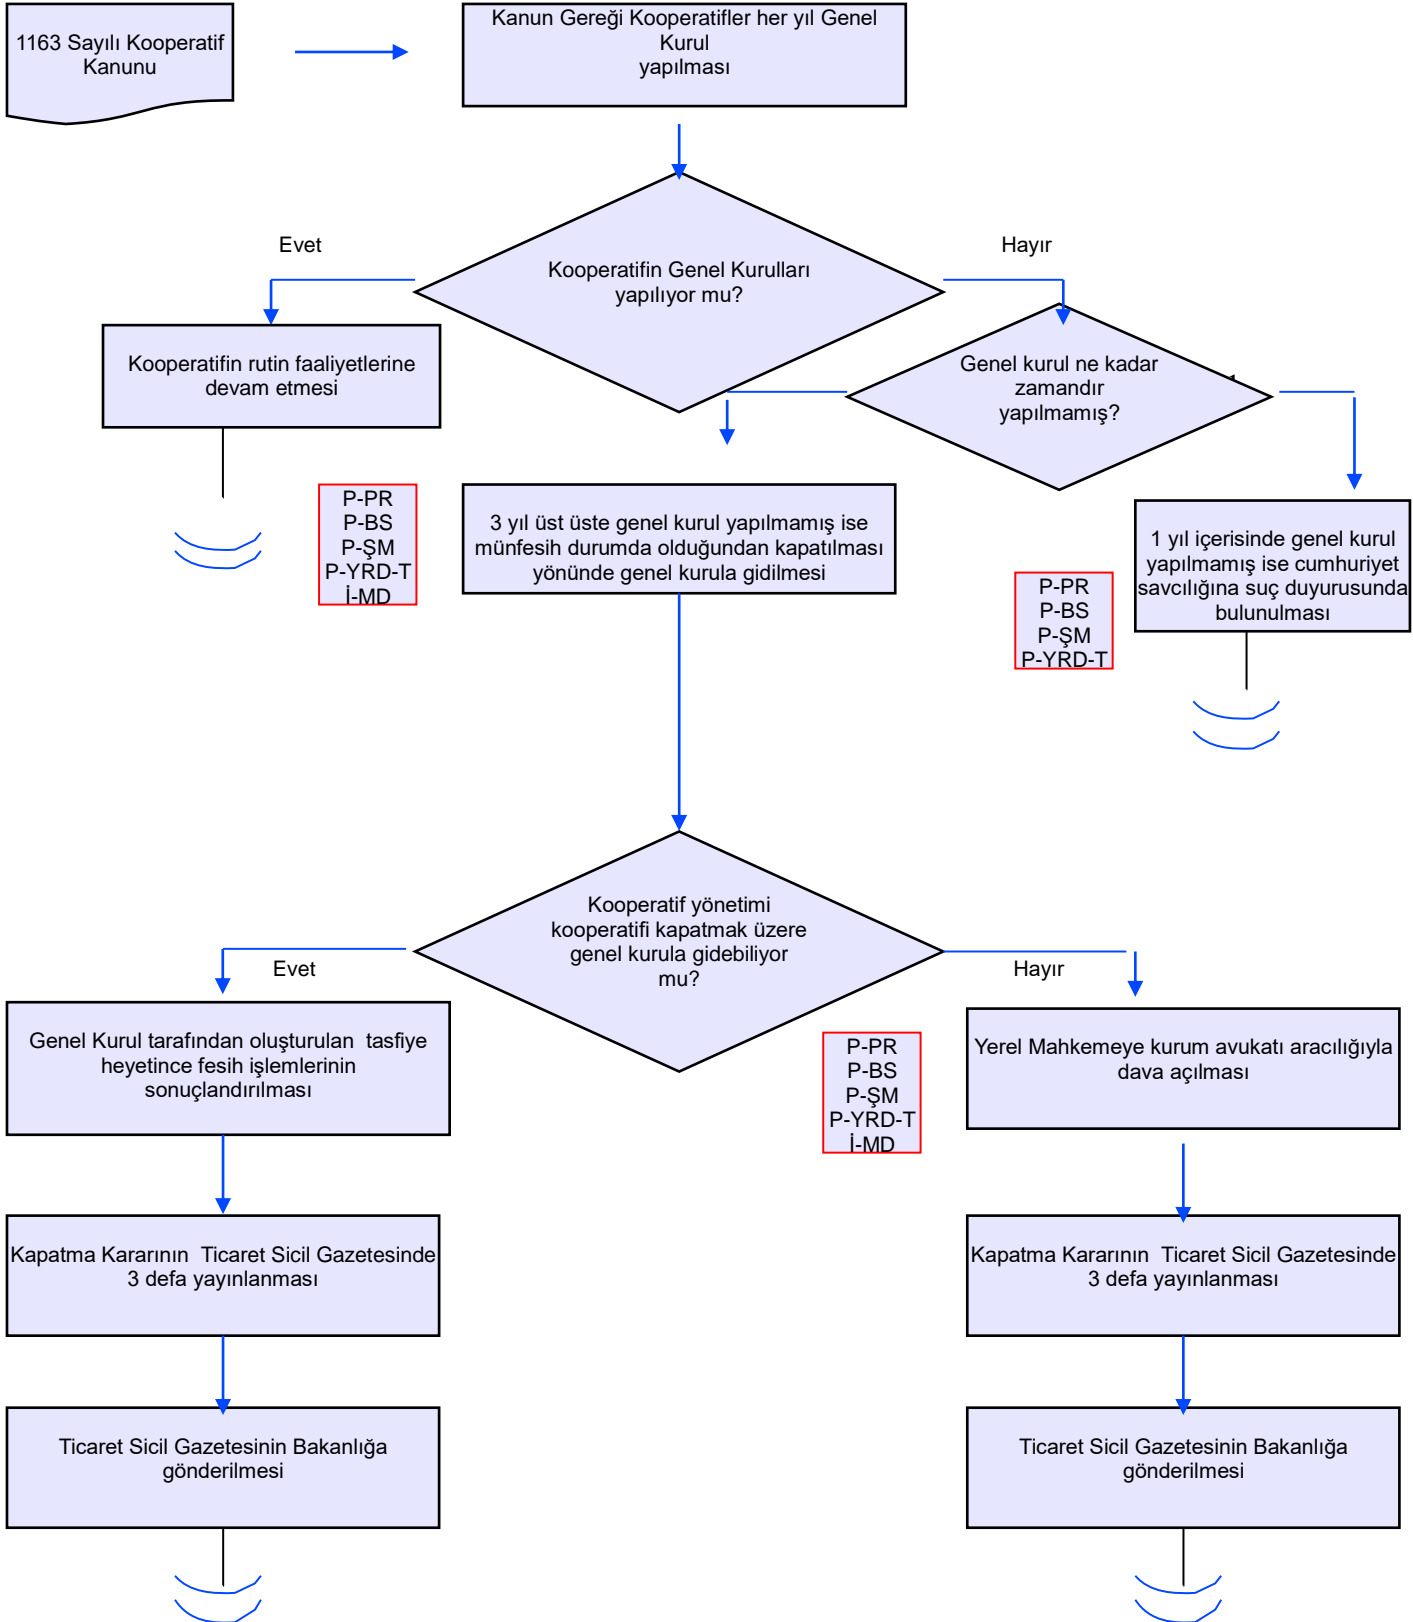 1163 Sayılı Kooperatif
Kanunu
Kanun Gereği Kooperatifler her yıl Genel
Kurul
yapılması
Evet
Hayır
Kooperatifin Genel Kurulları
yapılıyor mu?
Kooperatifin rutin faaliyetlerine
devam etmesi
Genel kurul ne kadar
zamandır
yapılmamış?
P-PR
P-BS
P-ŞM
P-YRD-T
İ-MD
3 yıl üst üste genel kurul yapılmamış ise
münfesih durumda olduğundan kapatılması
yönünde genel kurula gidilmesi
P-PR
P-BS
P-ŞM
P-YRD-T
1 yıl içerisinde genel kurul
yapılmamış ise cumhuriyet
savcılığına suç duyurusunda
bulunulması
Kooperatif yönetimi
kooperatifi kapatmak üzere
genel kurula gidebiliyor
mu?
Evet
Hayır
Genel Kurul tarafından oluşturulan  tasfiye
heyetince fesih işlemlerinin
sonuçlandırılması
P-PR
P-BS
P-ŞM
P-YRD-T
İ-MD
Yerel Mahkemeye kurum avukatı aracılığıyla
dava açılması
Kapatma Kararının  Ticaret Sicil Gazetesinde
3 defa yayınlanması
Kapatma Kararının  Ticaret Sicil Gazetesinde
3 defa yayınlanması
Ticaret Sicil Gazetesinin Bakanlığa
gönderilmesi
Ticaret Sicil Gazetesinin Bakanlığa
gönderilmesi